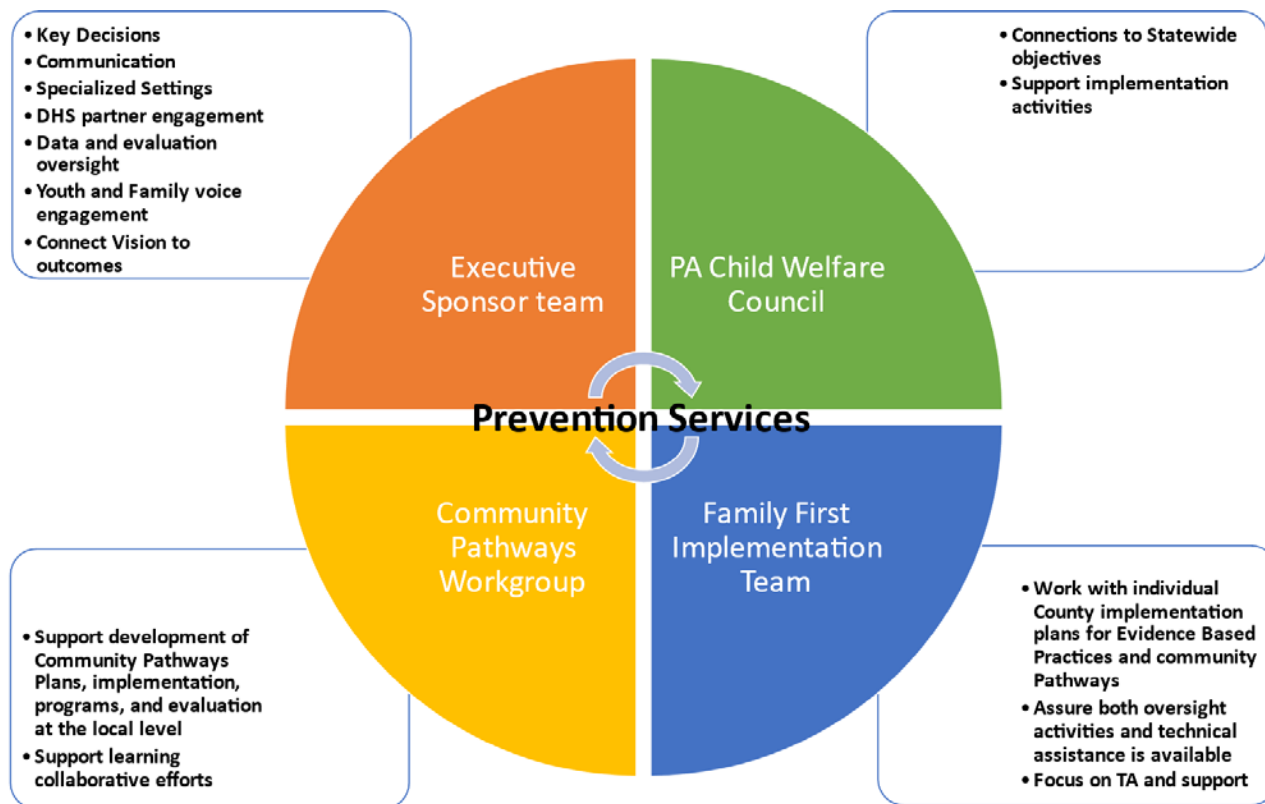 • Key Decisions
• Communication
• Specialized Settings
• DHS partner engagement
• Data and evaluation
oversight
• Youth and Family voice
engagement
• Connect Vision to
outcomes
• Connections to Statewide
objectives
• Support implementation
activities
Executive
Sponsor team
PA Child Welfare
Council
Prevention Services
Community
Pathways
Workgroup
Family First
Implementation
Team
• Support development of
Community Pathways
Plans, implementation,
programs, and evaluation
at the local level
• Support learning
collaborative efforts
• Work with individual
County implementation
plans for Evidence Based
Practices and community
Pathways
• Assure both oversight
activities and technical
assistance is available
• Focus on TA and support